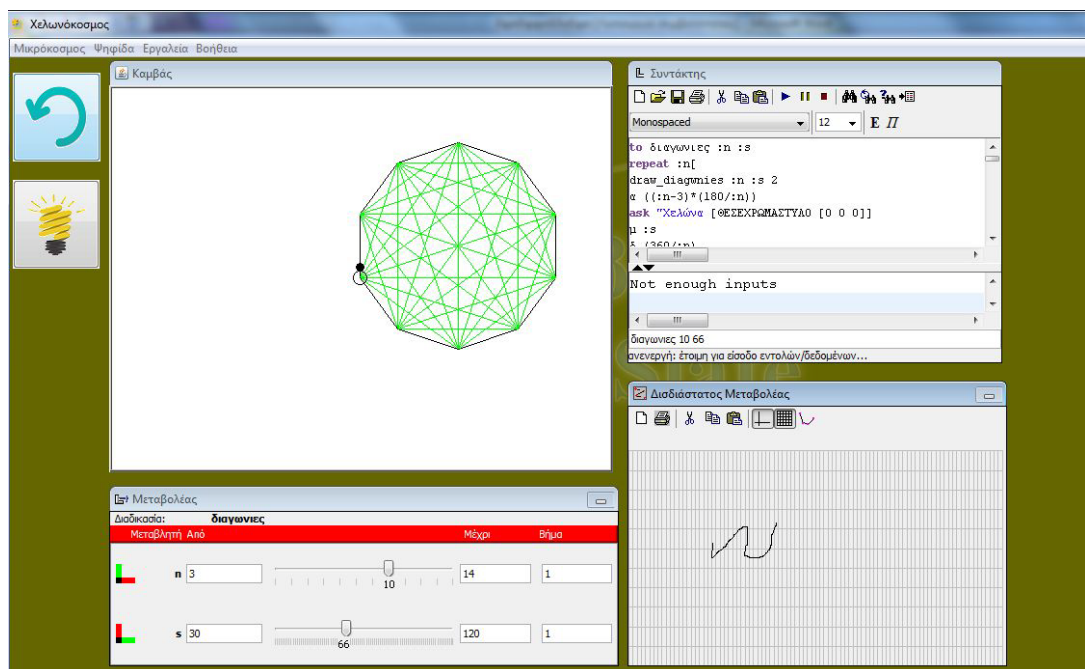 Χελωνόκοσμος
Μικρόκοσμος Ψηφίδα Εργαλεία Βοήθεια
Καμβάς
Συντάκτης
Monospaced 12 Ε Π
to διαγωνιες :n :s
repeat :n[
draw_diagwnies :n :s 2
α ((:n-3)*(180/:n))
ask "Χελώνα [ΘΕΣΕΧΡΩΜΑΣΤΥΛΟ [0 0 0]]
μ :s
δ (360/:n)
Not enough inputs
διαγωνιες 10 66
ανενεργή: έτοιμη για είσοδο εντολών/δεδομένων...
Δισδιάστατος Μεταβολέας
Μεταβολέας
Διαδικασία: διαγωνιες
Μεταβλητή Από Μέχρι Βήμα
n 3 10 14 1
s 30 66 120 1